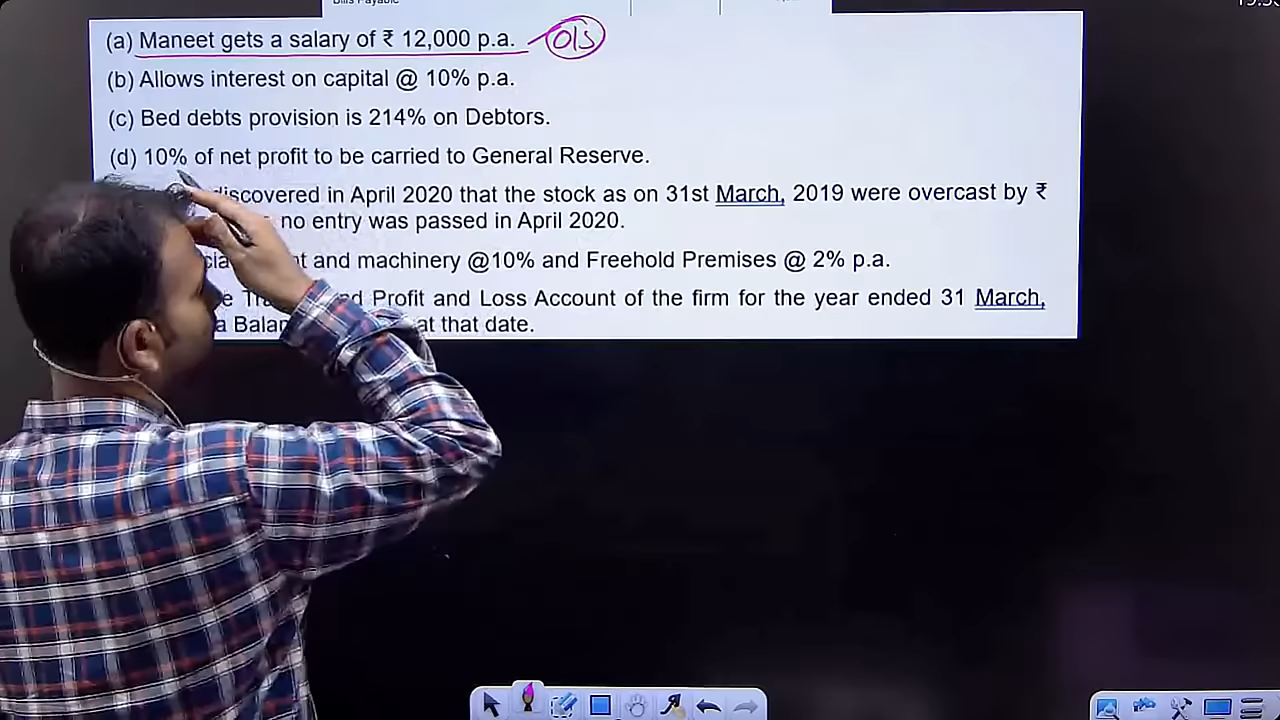 Bills Payable
(a) Maneet gets a salary of ₹ 12,000 p.a. O/S
(b) Allows interest on capital @ 10% p.a.
(c) Bed debts provision is 214% on Debtors.
(d) 10% of net profit to be carried to General Reserve.
discovered in April 2020 that the stock as on 31st March, 2019 were overcast by ₹
no entry was passed in April 2020.
and machinery @10% and Freehold Premises @ 2% p.a.
Profit and Loss Account of the firm for the year ended 31 March,
at that date.